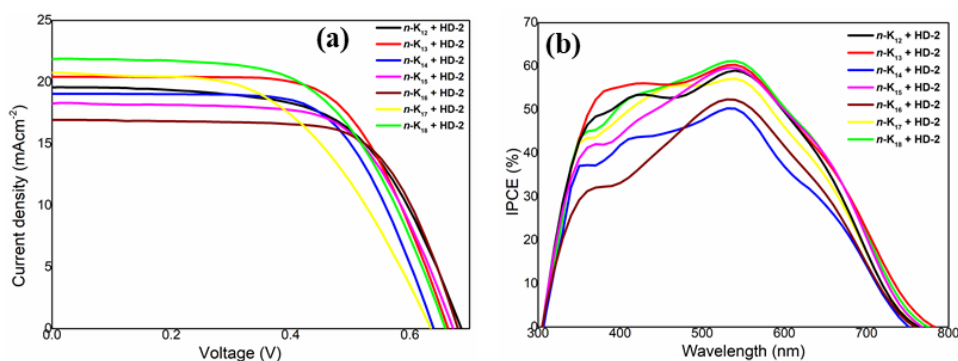 (a)
n-K12 + HD-2
n-K13 + HD-2
n-K14 + HD-2
n-K15 + HD-2
n-K16 + HD-2
n-K17 + HD-2
n-K18 + HD-2
Current density (mAcm-2)
25
20
15
10
5
0
0.0 0.2 0.4 0.6
Voltage (V)
(b)
n-K12 + HD-2
n-K13 + HD-2
n-K14 + HD-2
n-K15 + HD-2
n-K16 + HD-2
n-K17 + HD-2
n-K18 + HD-2
IPCE (%)
70
60
50
40
30
20
10
0
300 400 500 600 700 800
Wavelength (nm)